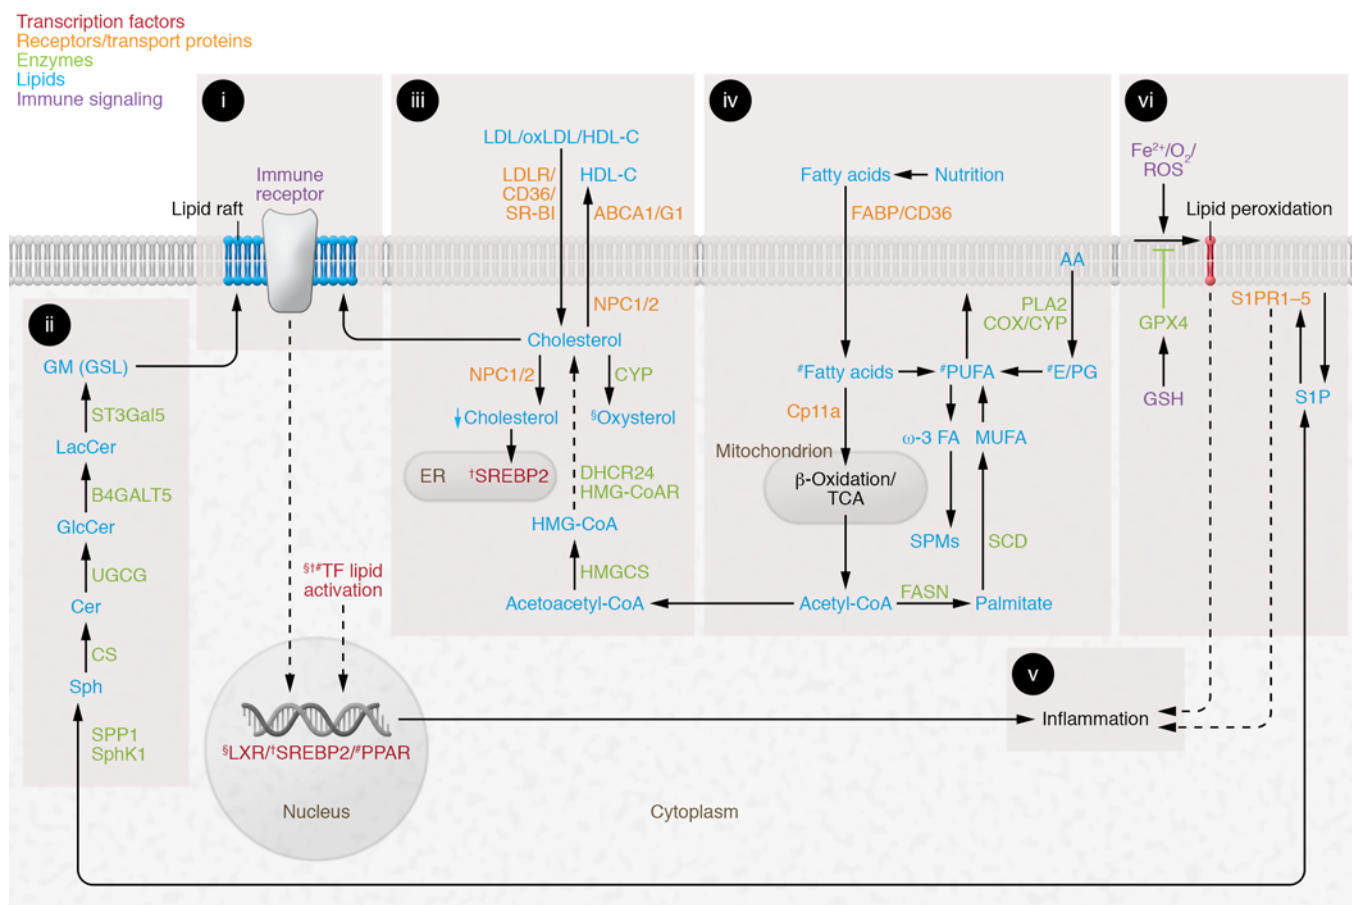 Transcription factors
Receptors/transport proteins
Enzymes
Lipids
Immune signaling
i
Immune
receptor
Lipid raft
ii
GM (GSL)
ST3Gal5
LacCer
B4GALT5
GlcCer
UGCG
Cer
CS
Sph
SPP1
SphK1
§†#TF lipid
activation
§LXR/†SREBP2/#PPAR
Nucleus
iii
LDL/oxLDL/HDL-C
LDLR/
CD36/
SR-BI
HDL-C
ABCA1/G1
NPC1/2
Cholesterol
NPC1/2
CYP
↓Cholesterol
§Oxysterol
ER
†SREBP2
DHCR24
HMG-CoAR
HMG-CoA
HMGCS
Acetoacetyl-CoA
iv
Fatty acids
Nutrition
FABP/CD36
AA
PLA2
COX/CYP
#Fatty acids
#PUFA
#E/PG
Cp11a
Mitochondrion
β-Oxidation/
TCA
ω-3 FA
MUFA
SPMs
SCD
Acetyl-CoA
FASN
Palmitate
v
Inflammation
Cytoplasm
vi
Fe2+/O2/
ROS
Lipid peroxidation
S1PR1–5
GPX4
GSH
S1P